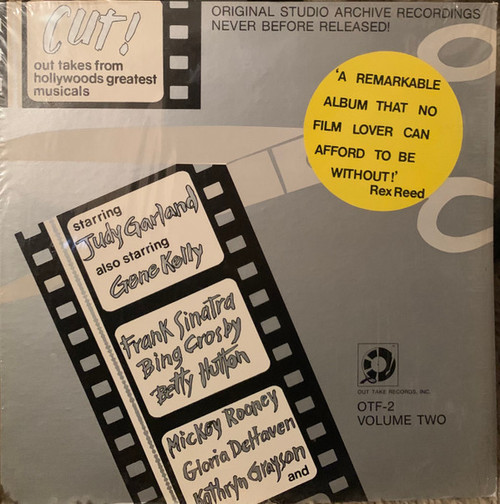 Cut!
out takes from
hollywoods greatest
musicals
ORIGINAL STUDIO ARCHIVE RECORDINGS
NEVER BEFORE RELEASED!
'A REMARKABLE
ALBUM THAT NO
FILM LOVER CAN
AFFORD TO BE
WITHOUT!'
Rex Reed
starring
Judy Garland
also starring
Gene Kelly
Frank Sinatra
Bing Crosby
Betty Hutton
Mickey Rooney
Gloria DeHaven
Kathryn Grayson
and
OUT TAKE RECORDS, INC.
OTF-2
VOLUME TWO